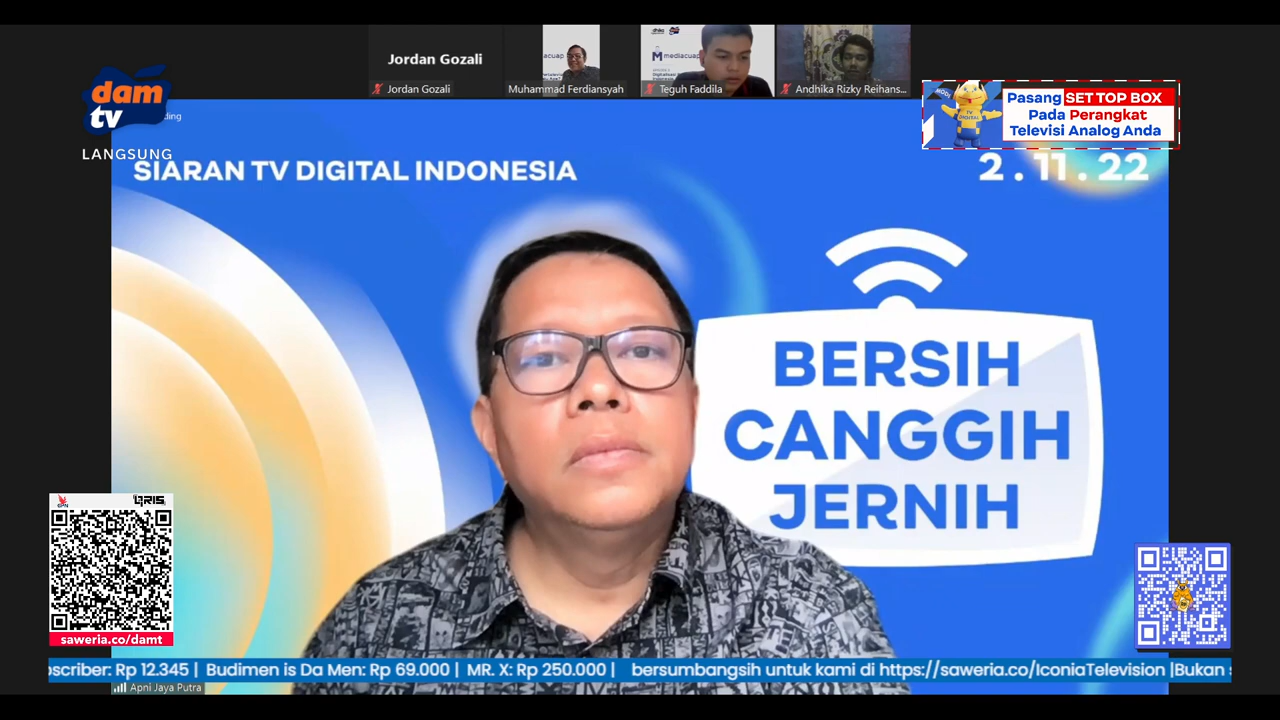 Jordan Gozali
Jordan Gozali
Muhammad Ferdiansyah
Teguh Faddila
Andhika Rizky Reihans...
mediacuap
dam
tv
LANGSUNG
Pasang SET TOP BOX
Pada Perangkat
Televisi Analog Anda
TV
DIGITAL
SIARAN TV DIGITAL INDONESIA
2 . 11 . 22
BERSIH
CANGGIH
JERNIH
QRIS
saweria.co/damt
scriber: Rp 12.345 | Budimen is Da Men: Rp 69.000 | MR. X: Rp 250.000 | bersumbangsih untuk kami di https://saweria.co/IconiaTelevision |Bukan
Apni Jaya Putra